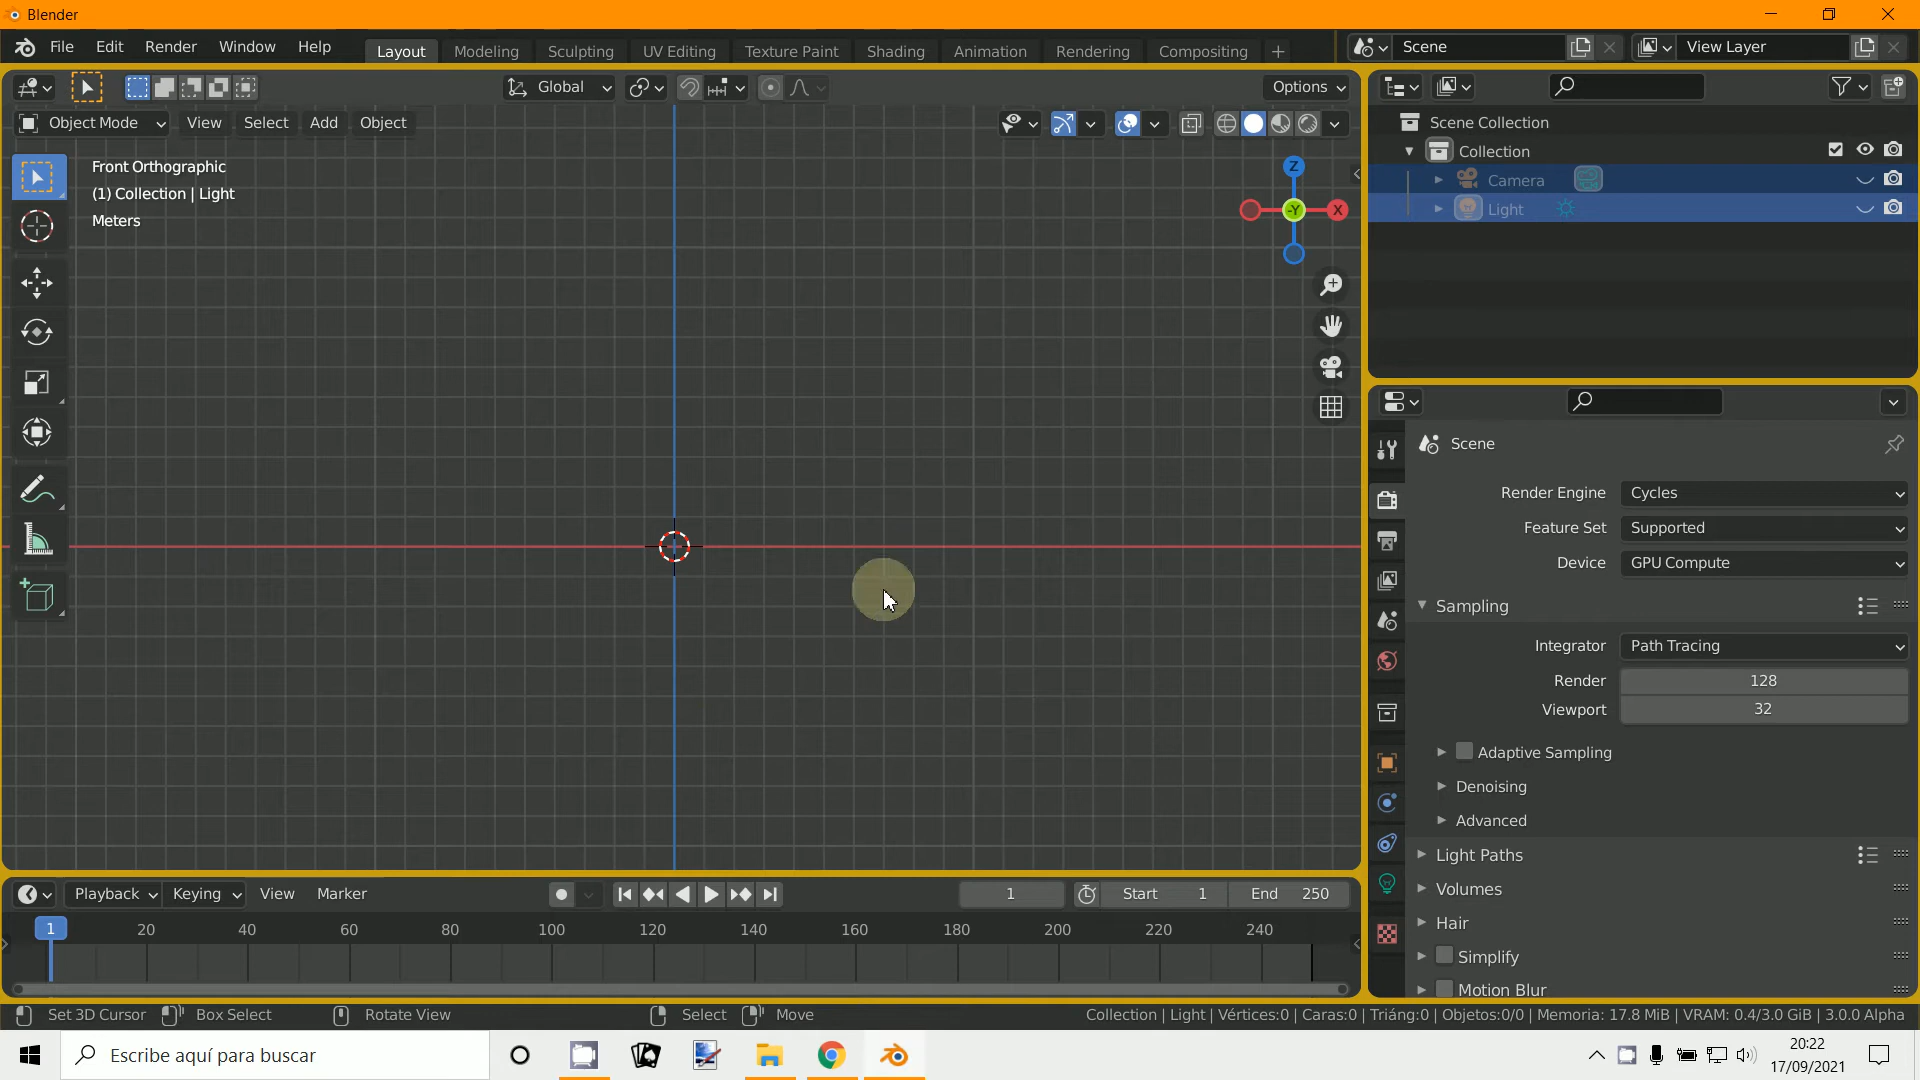 Blender
File Edit Render Window Help Layout Modeling Sculpting UV Editing Texture Paint Shading Animation Rendering Compositing Scene View Layer
Global Options
Object Mode View Select Add Object
Front Orthographic
(1) Collection | Light
Meters
Z
-Y X
Scene Collection
Collection
Camera
Light
Scene
Render Engine Cycles
Feature Set Supported
Device GPU Compute
Sampling
Integrator Path Tracing
Render 128
Viewport 32
Adaptive Sampling
Denoising
Advanced
Light Paths
Volumes
Hair
Simplify
Motion Blur
Playback Keying View Marker 1 Start 1 End 250
1 20 40 60 80 100 120 140 160 180 200 220 240
Set 3D Cursor Box Select Rotate View Select Move Collection | Light | Vértices:0 | Caras:0 | Triáng:0 | Objetos:0/0 | Memoria: 17.8 MiB | VRAM: 0.4/3.0 GiB | 3.0.0 Alpha
Escribe aquí para buscar
20:22
17/09/2021